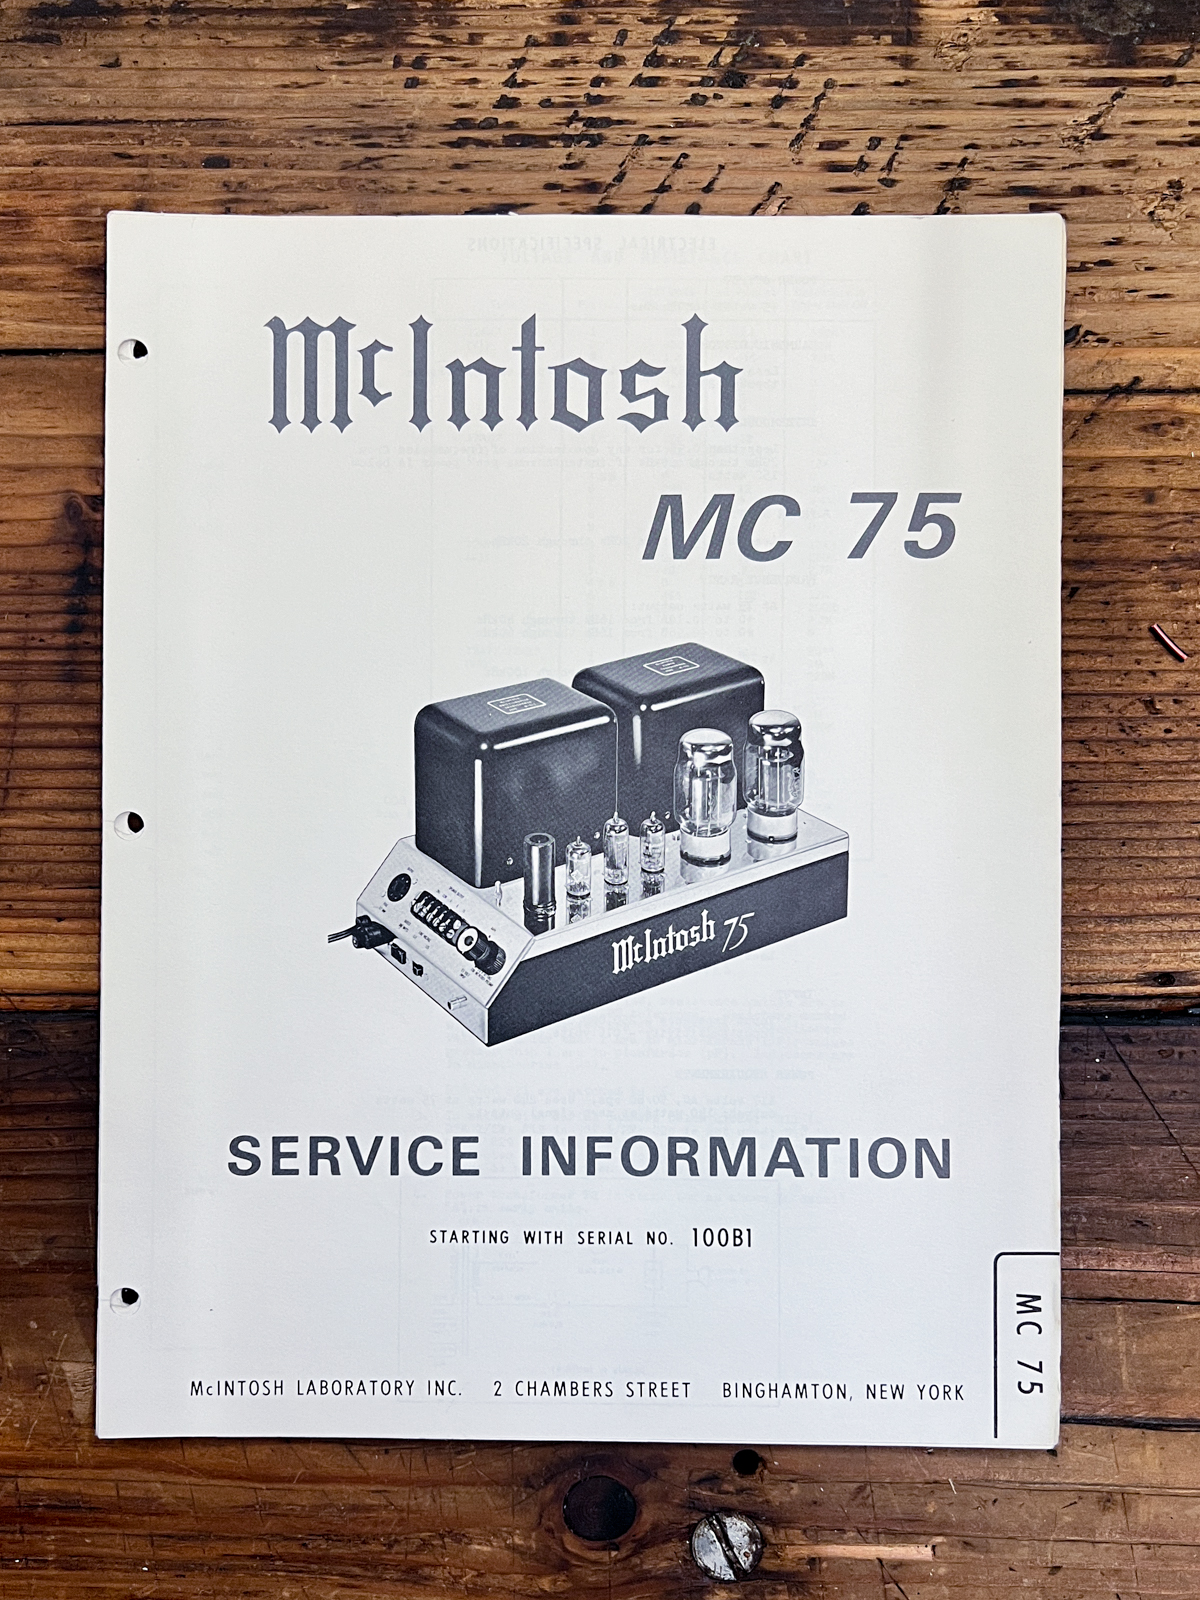 McIntosh
MC 75
McIntosh 75
SERVICE INFORMATION
STARTING WITH SERIAL NO. 100B1
MC 75
McINTOSH LABORATORY INC. 2 CHAMBERS STREET BINGHAMTON, NEW YORK